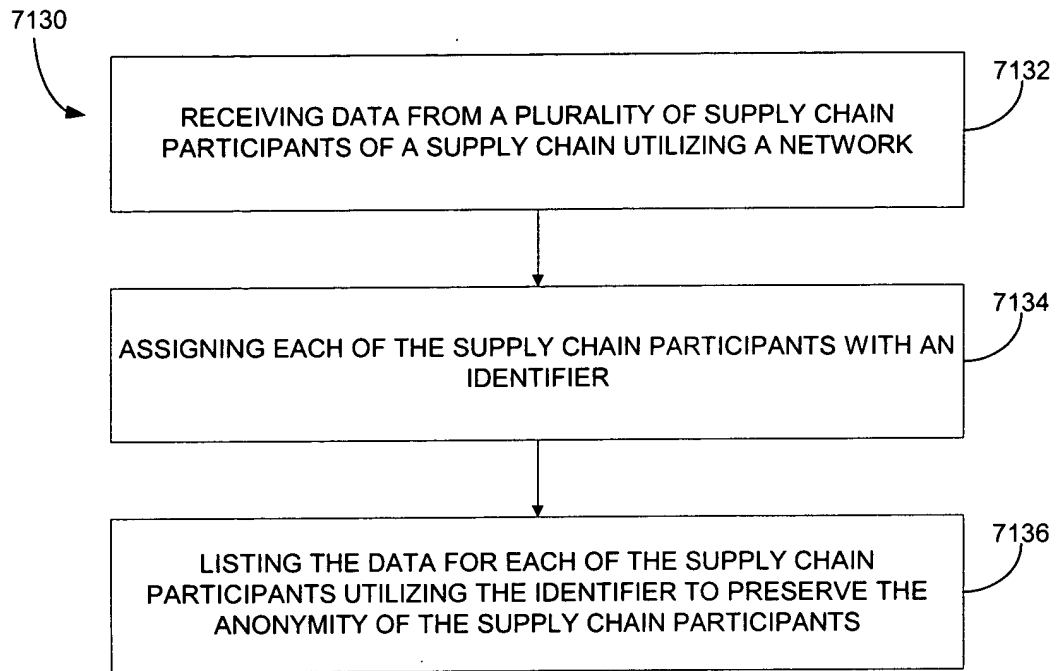 7130
7132
RECEIVING DATA FROM A PLURALITY OF SUPPLY CHAIN
PARTICIPANTS OF A SUPPLY CHAIN UTILIZING A NETWORK
7134
ASSIGNING EACH OF THE SUPPLY CHAIN PARTICIPANTS WITH AN
IDENTIFIER
7136
LISTING THE DATA FOR EACH OF THE SUPPLY CHAIN
PARTICIPANTS UTILIZING THE IDENTIFIER TO PRESERVE THE
ANONYMITY OF THE SUPPLY CHAIN PARTICIPANTS